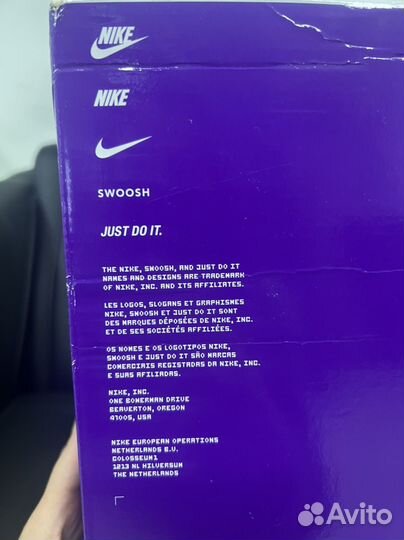 NIKE
NIKE
SWOOSH
JUST DO IT.
THE NIKE, SWOOSH, AND JUST DO IT
NAMES AND DESIGNS ARE TRADEMARK
OF NIKE, INC. AND ITS AFFILIATES.
LES LOGOS, SLOGANS ET GRAPHISMES
NIKE, SWOOSH ET JUST DO IT SONT
DES MARQUES DÉPOSÉES DE NIKE, INC.
ET DE SES SOCIÉTÉS AFFILIÉES.
OS NOMES E OS LOGOTIPOS NIKE,
SWOOSH E JUST DO IT SÃO MARCAS
COMERCIAIS REGISTADAS DA NIKE, INC.
E SUAS AFILIADAS.
NIKE, INC.
ONE BOWERMAN DRIVE
BEAVERTON, OREGON
97005, USA
NIKE EUROPEAN OPERATIONS
NETHERLANDS B.V.
COLOSSEUM1
1213 NL HILVERSUM
THE NETHERLANDS
Avito